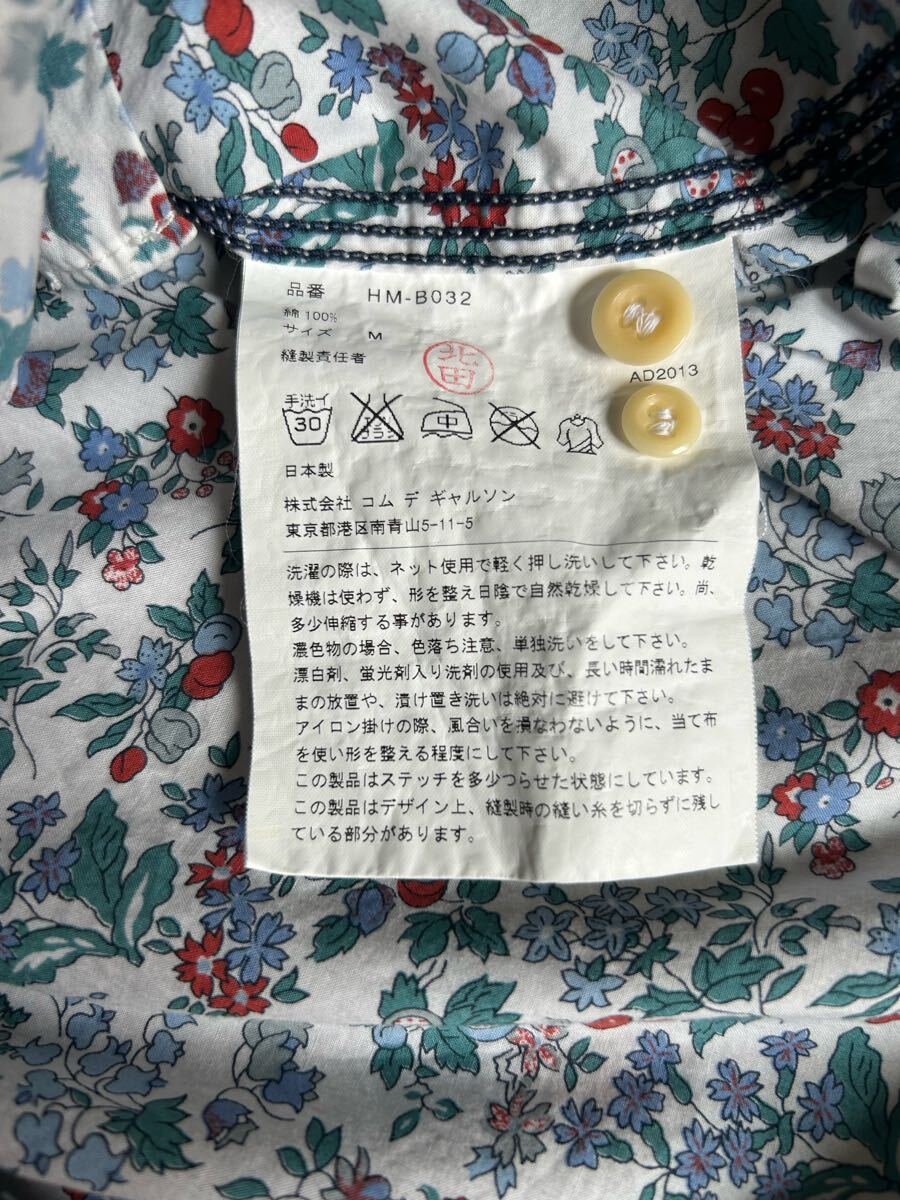 品番 HM-B032
綿 100%
サイズ M
縫製責任者
北田
AD2013
手洗イ
30
ドライ
中
日本製
株式会社 コム デ ギャルソン
東京都港区南青山5-11-5
洗濯の際は、ネット使用で軽く押し洗いして下さい。乾
燥機は使わず、形を整え日陰で自然乾燥して下さい。尚、
多少伸縮する事があります。
濃色物の場合、色落ち注意、単独洗いをして下さい。
漂白剤、蛍光剤入り洗剤の使用及び、長い時間濡れたま
まの放置や、漬け置き洗いは絶対に避けて下さい。
アイロン掛けの際、風合いを損なわないように、当て布
を使い形を整える程度にして下さい。
この製品はステッチを多少つらせた状態にしています。
この製品はデザイン上、縫製時の縫い糸を切らずに残し
ている部分があります。